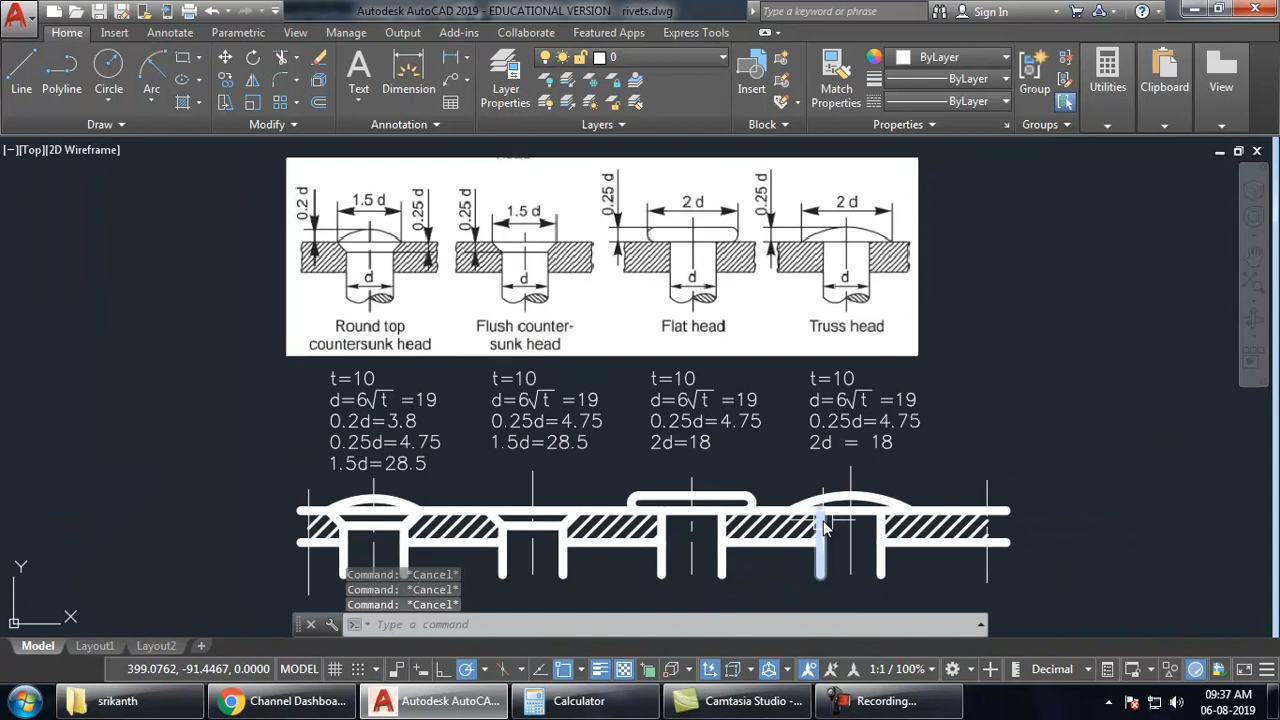 Autodesk AutoCAD 2019 - EDUCATIONAL VERSION rivets.dwg
Type a keyword or phrase
Sign In
Home Insert Annotate Parametric View Manage Output Collaborate Featured Apps Express Tools
0
ByLayer
ByLayer
ByLayer
Line Polyline Circle Arc Text Dimension Layer Properties Insert Match Properties Group Utilities Clipboard View
Draw Modify Annotation Layers Block Properties Groups
[−][Top][2D Wireframe]
0.2 d 1.5 d 0.25 d 0.25 d 1.5 d 0.25 d 2 d 0.25 d 2 d
d d d d
Round top Flush counter- Flat head Truss head
countersunk head sunk head
t=10 t=10 t=10 t=10
d=6√t =19 d=6√t =19 d=6√t =19 d=6√t =19
0.2d=3.8 0.25d=4.75 0.25d=4.75 0.25d=4.75
0.25d=4.75 1.5d=28.5 2d=18 2d = 18
1.5d=28.5
Y
X
Command: *Cancel*
Command: *Cancel*
Command: *Cancel*
Type a command
Model Layout1 Layout2 +
399.0762, -91.4467, 0.0000 MODEL 1:1 / 100% Decimal
srikanth Channel Dashboa... Autodesk AutoCA... Calculator Camtasia Studio -... Recording...
09:37 AM
06-08-2019